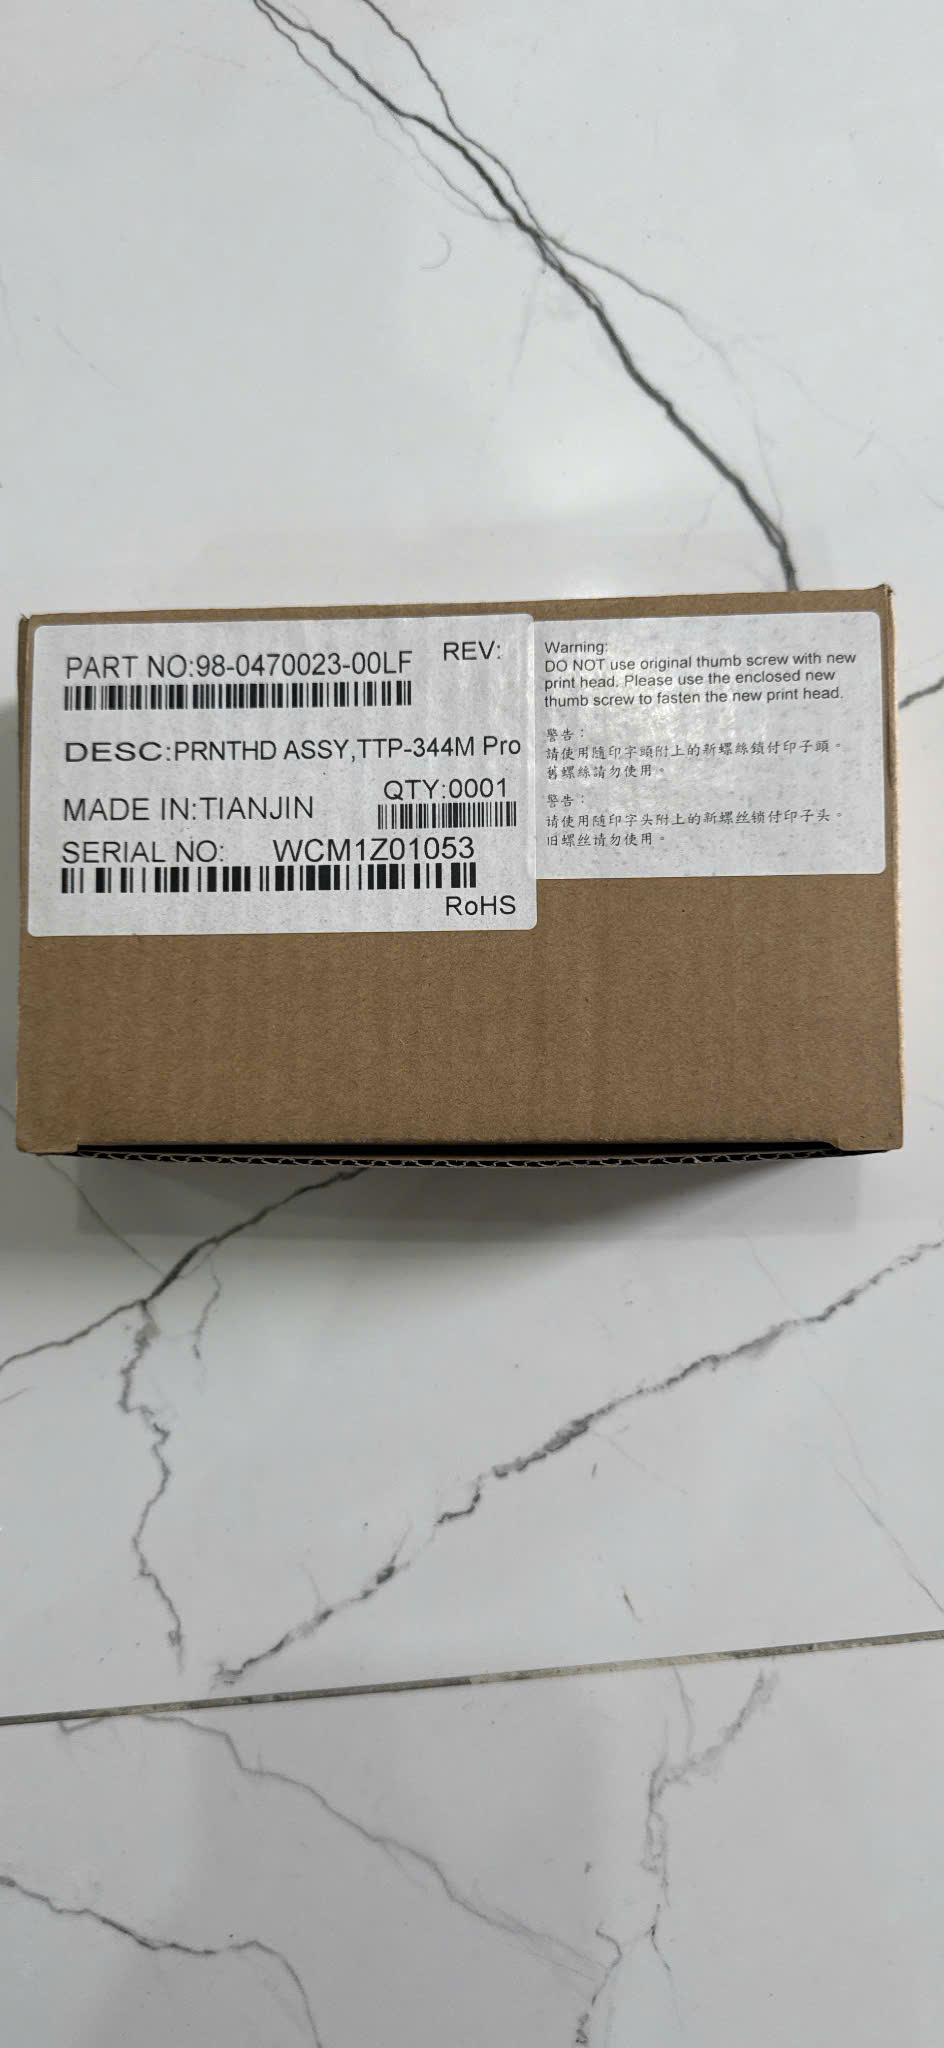 PART NO:98-0470023-00LF
REV:
DESC:PRNTHD ASSY,TTP-344M Pro
QTY:0001
MADE IN:TIANJIN
SERIAL NO: WCM1Z01053
RoHS
Warning:
DO NOT use original thumb screw with new
print head. Please use the enclosed new
thumb screw to fasten the new print head.
警告：
請使用隨印字頭附上的新螺絲鎖付印子頭。
舊螺絲請勿使用。
警告：
请使用随印字头附上的新螺丝锁付印子头。
旧螺丝请勿使用。